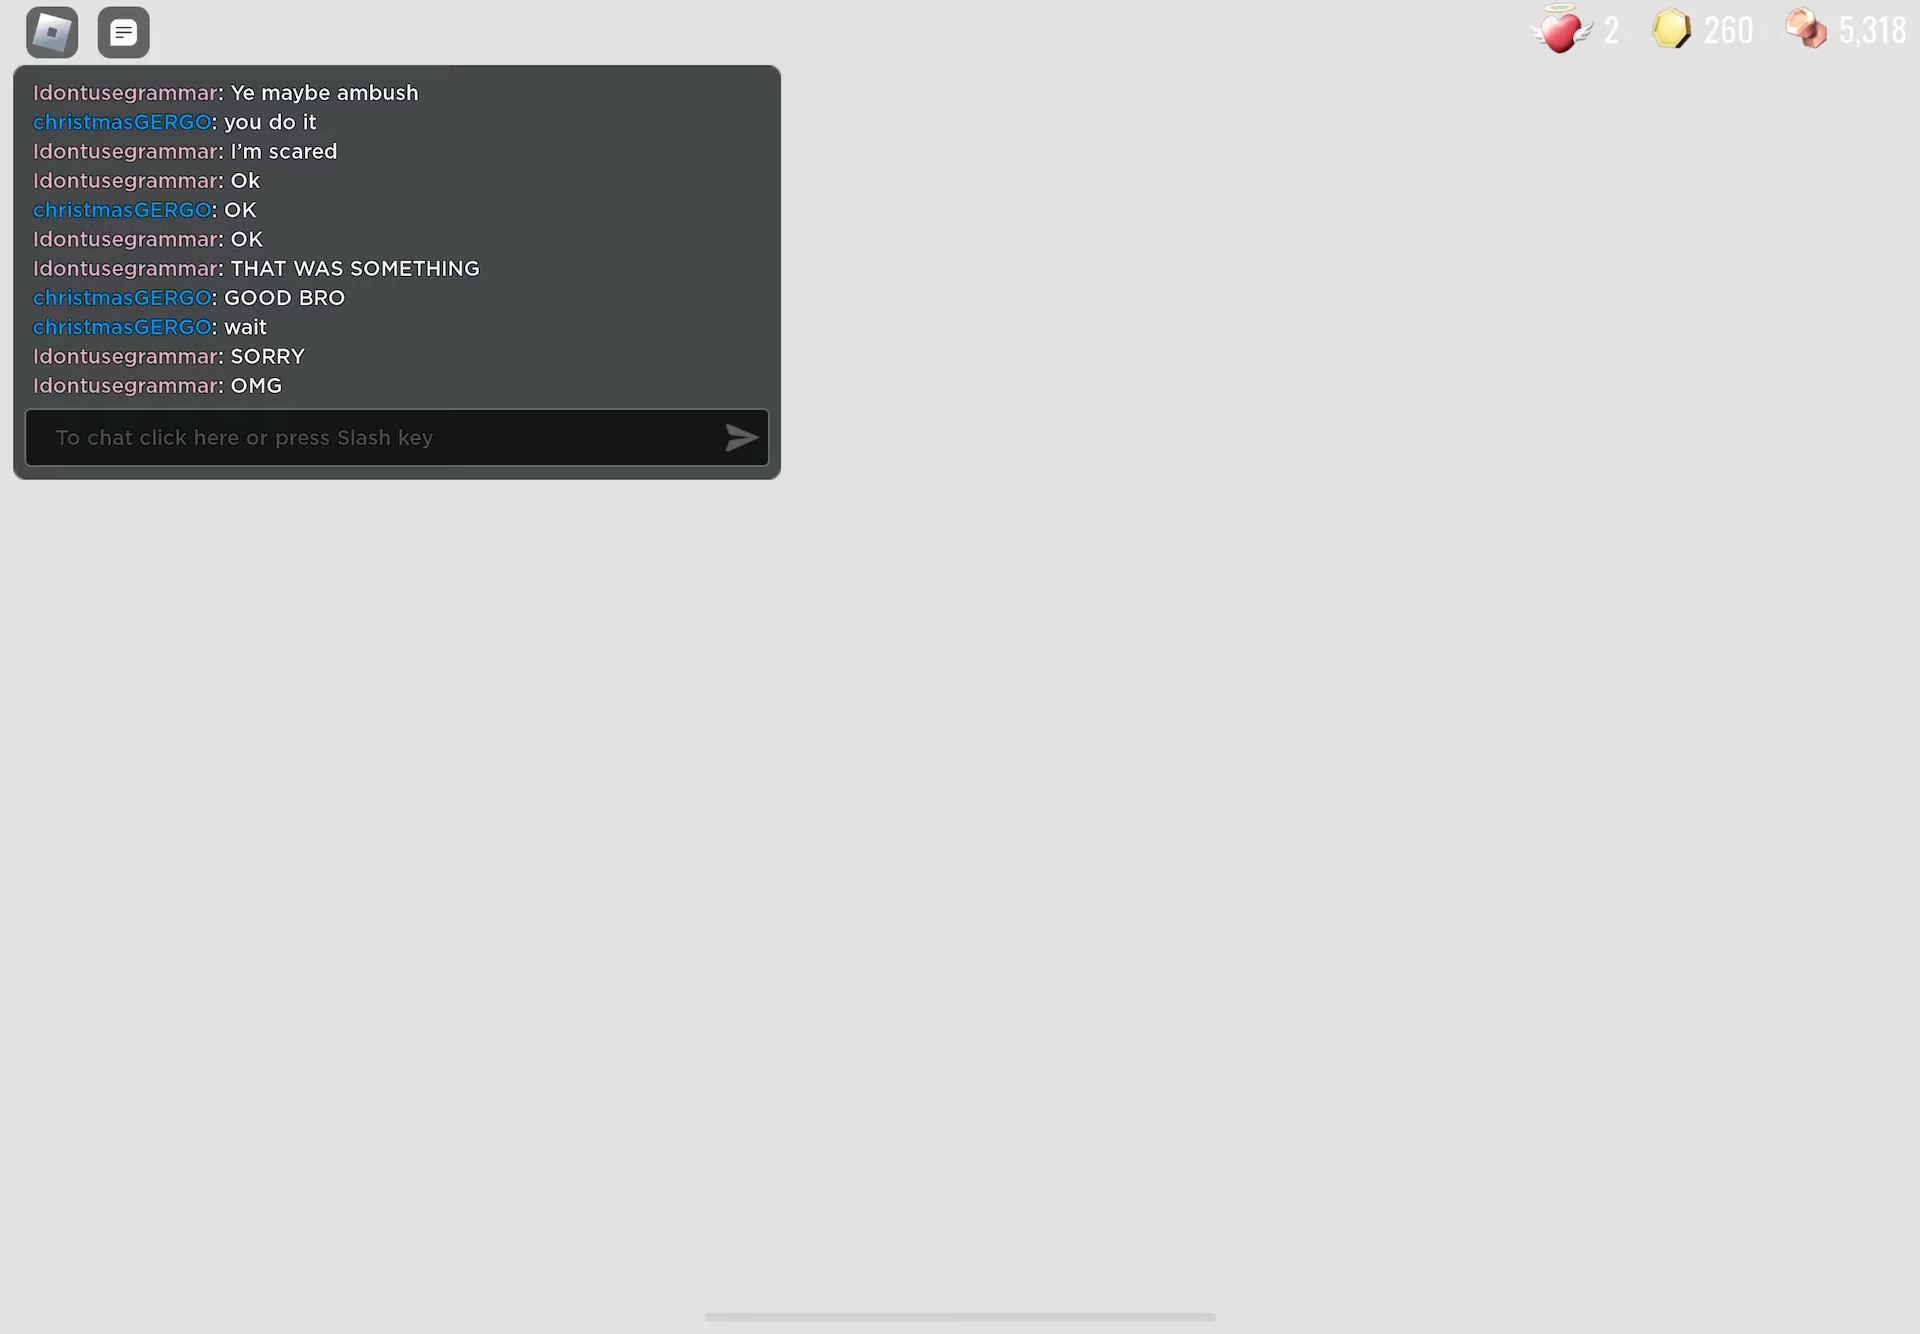 2 260 5,318
Idontusegrammar: Ye maybe ambush
christmasGERGO: you do it
Idontusegrammar: I'm scared
Idontusegrammar: Ok
christmasGERGO: OK
Idontusegrammar: OK
Idontusegrammar: THAT WAS SOMETHING
christmasGERGO: GOOD BRO
christmasGERGO: wait
Idontusegrammar: SORRY
Idontusegrammar: OMG
To chat click here or press Slash key